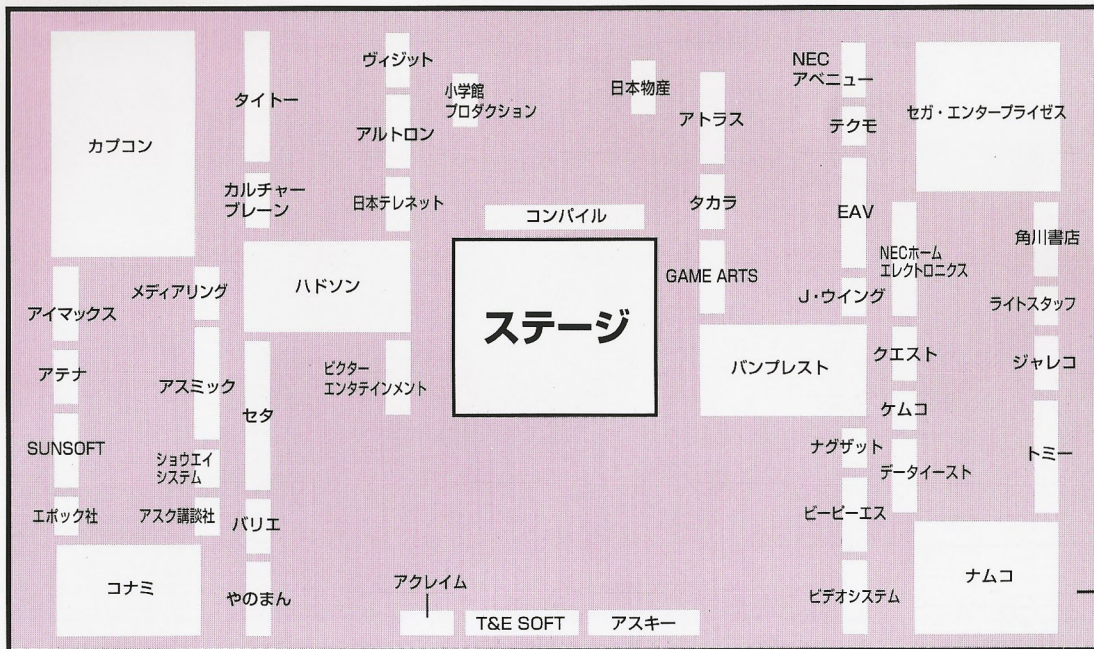 カプコン
タイトー
カルチャー
ブレーン
ヴィジット
アルトロン
日本テレネット
小学館
プロダクション
日本物産
アトラス
タカラ
GAME ARTS
コンパイル
ステージ
NEC
アベニュー
テクモ
EAV
J・ウイング
セガ・エンタープライゼス
NECホーム
エレクトロニクス
角川書店
ライトスタッフ
ジャレコ
トミー
クエスト
ケムコ
データイースト
バンプレスト
ナグザット
ビーピーエス
ビデオシステム
ナムコ
ハドソン
メディアリング
アイマックス
アテナ
アスミック
SUNSOFT
ショウエイ
システム
エポック社
アスク講談社
コナミ
セタ
バリエ
やのまん
ビクター
エンタテインメント
アクレイム
T&E SOFT
アスキー